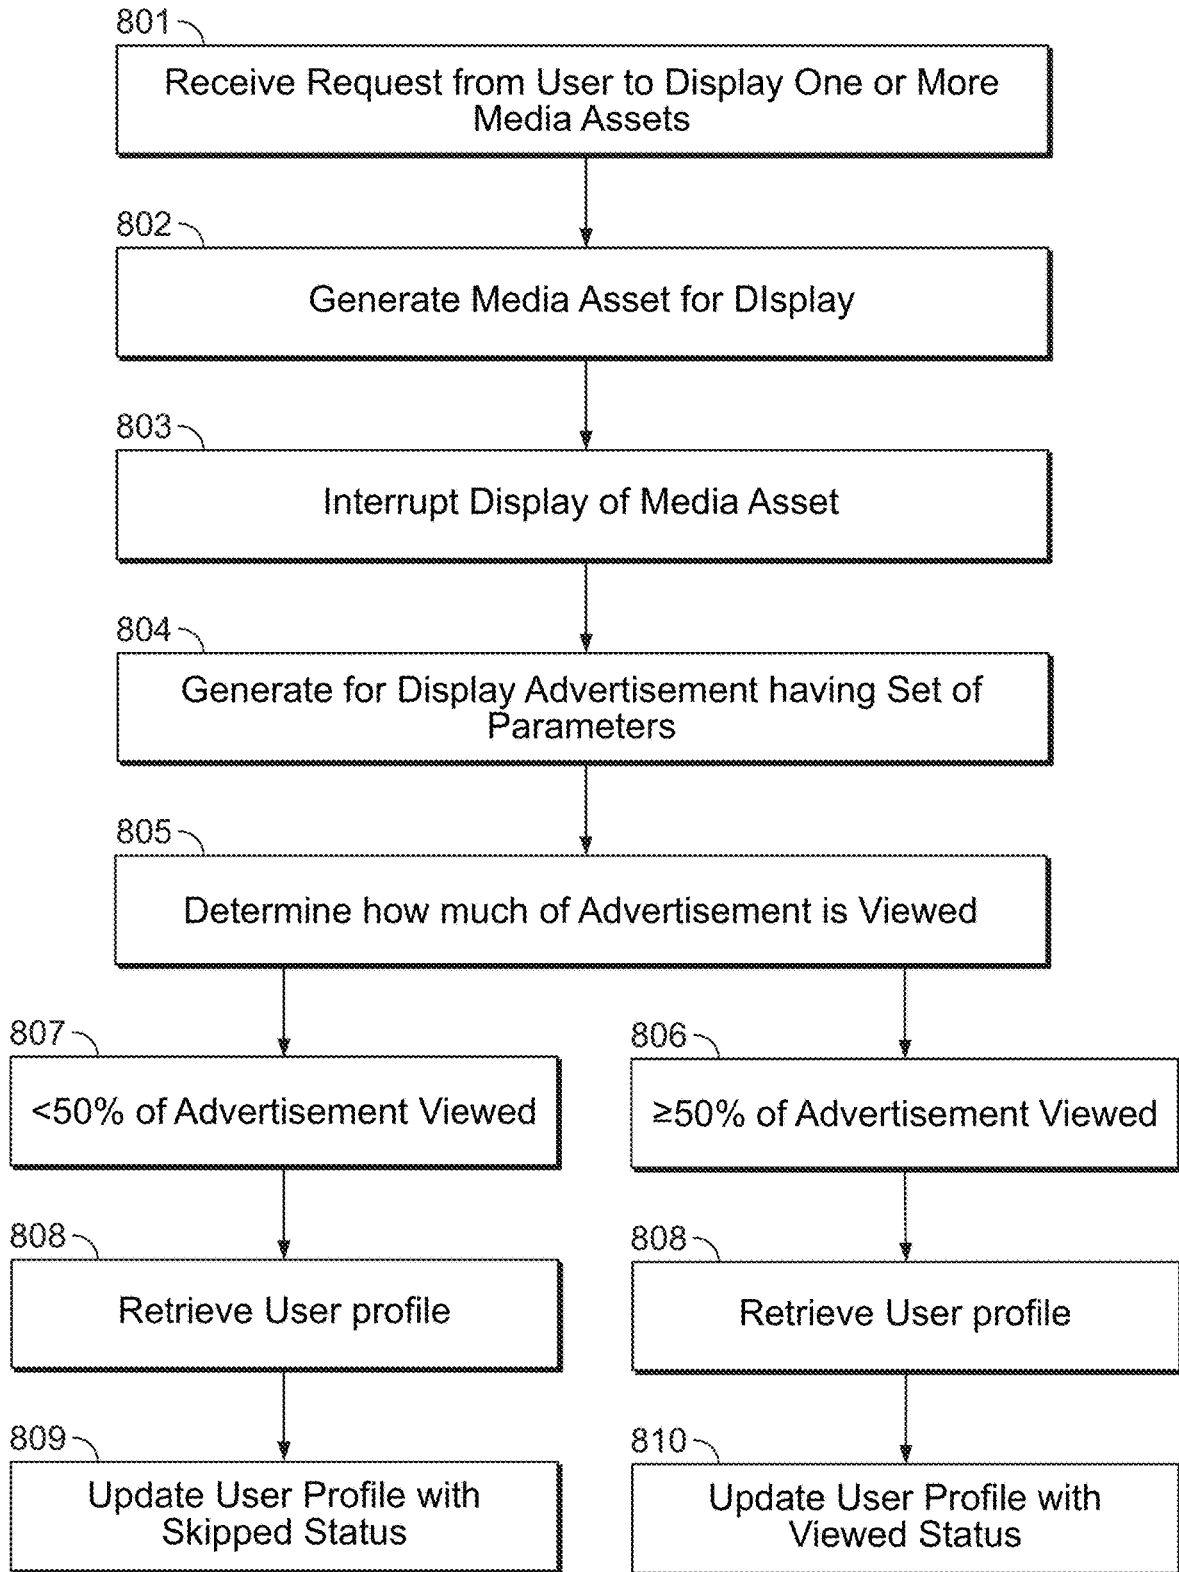 801
Receive Request from User to Display One or More
Media Assets
802
Generate Media Asset for DIsplay
803
Interrupt Display of Media Asset
804
Generate for Display Advertisement having Set of
Parameters
805
Determine how much of Advertisement is Viewed
807
<50% of Advertisement Viewed
806
≥50% of Advertisement Viewed
808
Retrieve User profile
808
Retrieve User profile
809
Update User Profile with
Skipped Status
810
Update User Profile with
Viewed Status